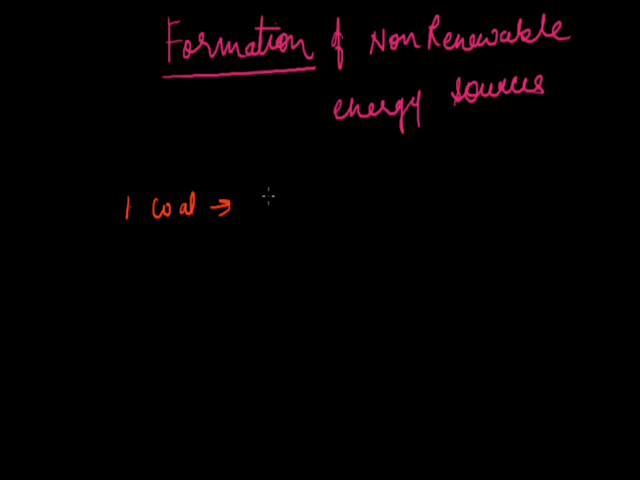 Formation of Non Renewable
energy sources
1 coal →